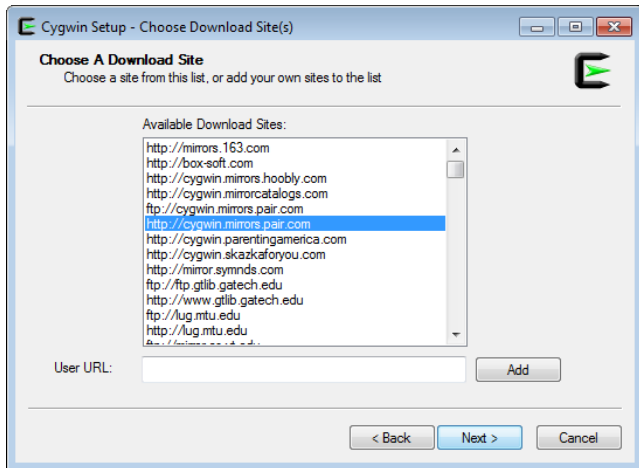 Cygwin Setup - Choose Download Site(s)
Choose A Download Site
Choose a site from this list, or add your own sites to the list
Available Download Sites:
http://mirrors.163.com
http://box-soft.com
http://cygwin.mirrors.hoobly.com
http://cygwin.mirrorcatalogs.com
ftp://cygwin.mirrors.pair.com
http://cygwin.mirrors.pair.com
http://cygwin.parentingamerica.com
http://cygwin.skazkaforyou.com
http://mirror.symnds.com
ftp://ftp.gtlib.gatech.edu
http://www.gtlib.gatech.edu
ftp://lug.mtu.edu
http://lug.mtu.edu
User URL:
Add
< Back
Next >
Cancel